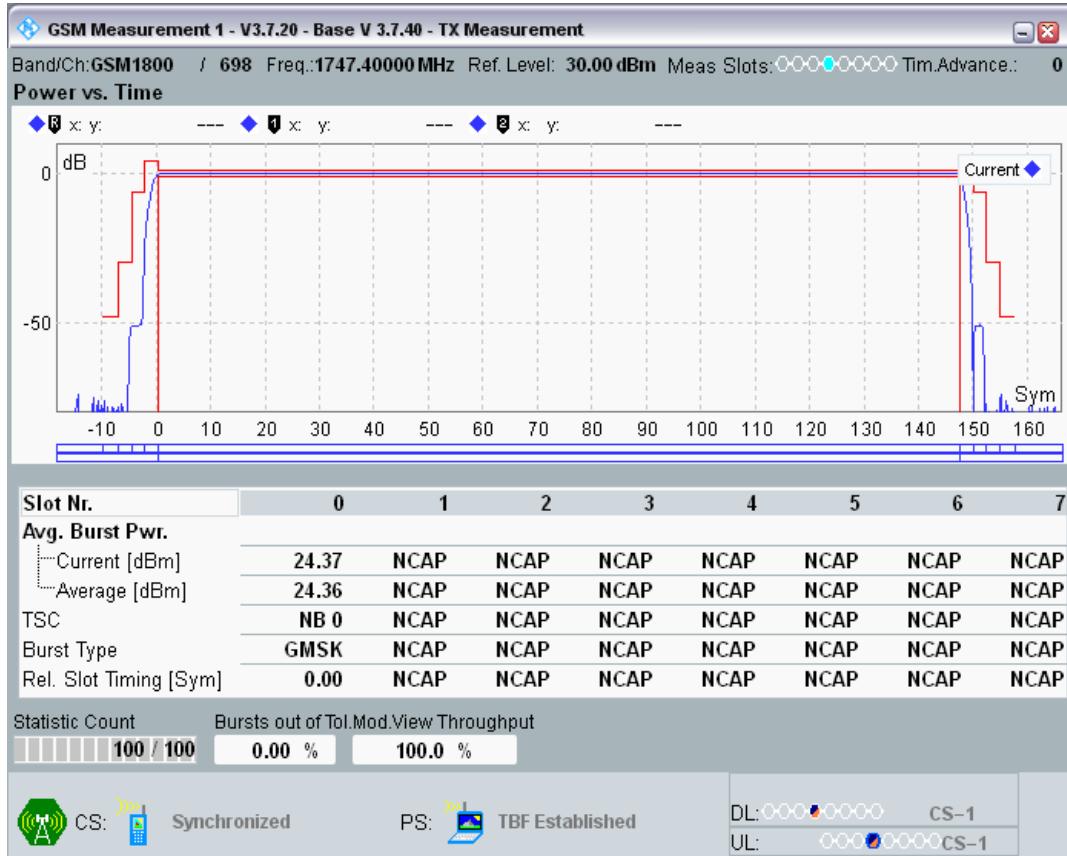 GSM Measurement 1 - V3.7.20 - Base V 3.7.40 - TX Measurement
Band/Ch:GSM1800 / 698 Freq.:1747.40000 MHz Ref. Level: 30.00 dBm Meas Slots: Tim.Advance.: 0
Power vs. Time
R x: y: --- 1 x: y: --- 2 x: y: ---
dB
Current
0
-50
Sym
-10 0 10 20 30 40 50 60 70 80 90 100 110 120 130 140 150 160
Slot Nr. 0 1 2 3 4 5 6 7
Avg. Burst Pwr.
Current [dBm] 24.37 NCAP NCAP NCAP NCAP NCAP NCAP NCAP
Average [dBm] 24.36 NCAP NCAP NCAP NCAP NCAP NCAP NCAP
TSC NB 0 NCAP NCAP NCAP NCAP NCAP NCAP NCAP
Burst Type GMSK NCAP NCAP NCAP NCAP NCAP NCAP NCAP
Rel. Slot Timing [Sym] 0.00 NCAP NCAP NCAP NCAP NCAP NCAP NCAP
Statistic Count Bursts out of Tol. Mod.View Throughput
100 / 100 0.00 % 100.0 %
CS: Synchronized PS: TBF Established DL: CS-1
UL: CS-1